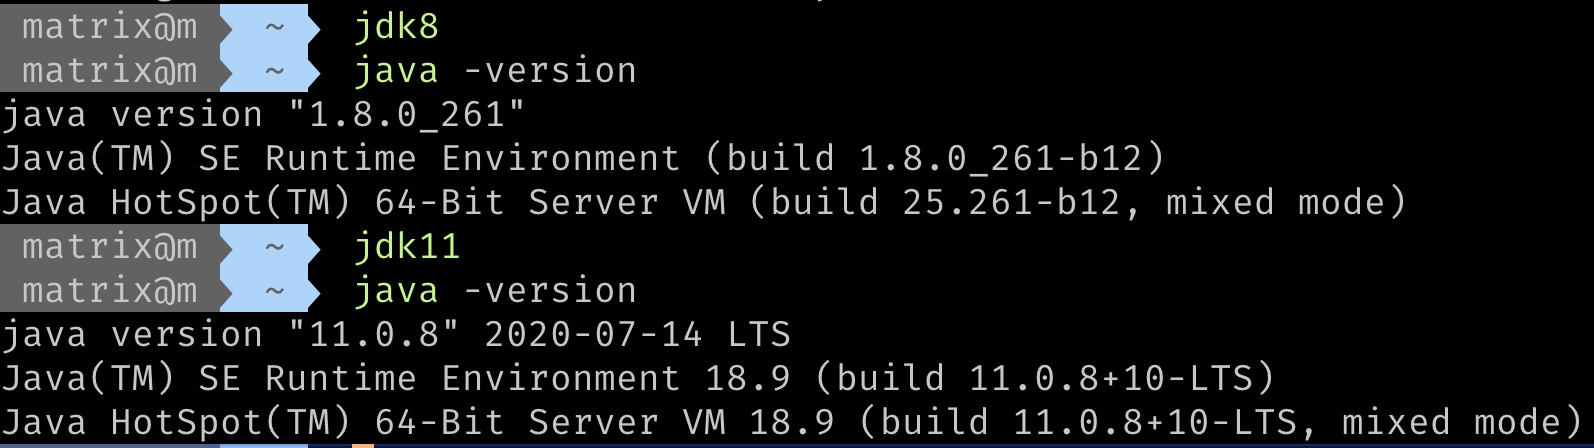 matrix@m ~ jdk8
matrix@m ~ java -version
java version "1.8.0_261"
Java(TM) SE Runtime Environment (build 1.8.0_261-b12)
Java HotSpot(TM) 64-Bit Server VM (build 25.261-b12, mixed mode)
matrix@m ~ jdk11
matrix@m ~ java -version
java version "11.0.8" 2020-07-14 LTS
Java(TM) SE Runtime Environment 18.9 (build 11.0.8+10-LTS)
Java HotSpot(TM) 64-Bit Server VM 18.9 (build 11.0.8+10-LTS, mixed mode)